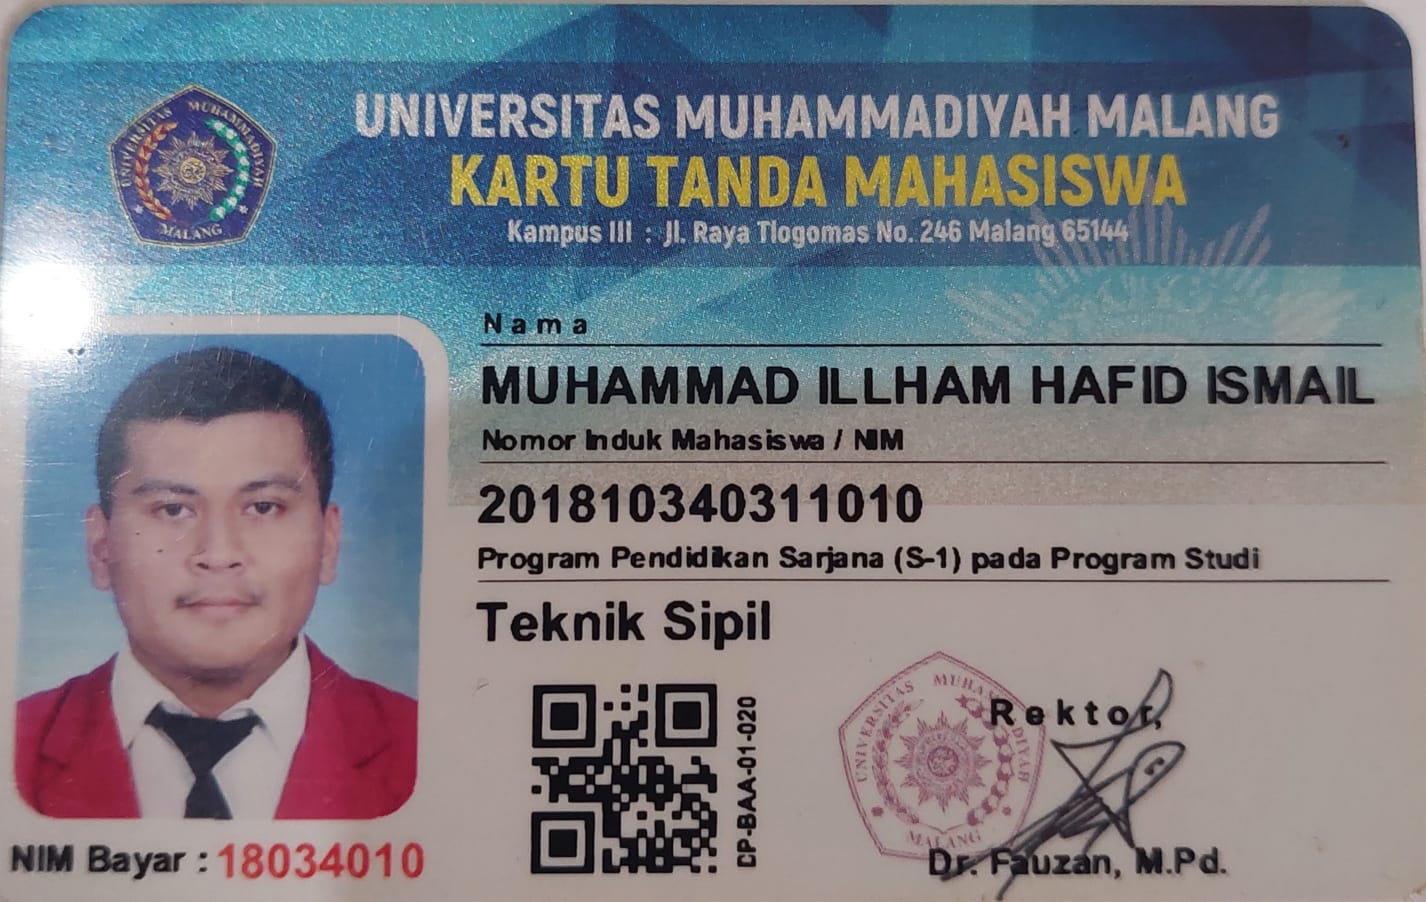 UNIVERSITAS MUHAMMADIYAH MALANG
UNIVERSITAS MUHAMMADIYAH MALANG
KARTU TANDA MAHASISWA
Kampus III : Jl. Raya Tlogomas No. 246 Malang 65144
Nama
MUHAMMAD ILLHAM HAFID ISMAIL
Nomor Induk Mahasiswa / NIM
201810340311010
Program Pendidikan Sarjana (S-1) pada Program Studi
Teknik Sipil
CP-BAA-01-020
UNIVERSITAS MUHAMMADIYAH MALANG
Rektor,
Dr. Fauzan, M.Pd.
NIM Bayar : 18034010